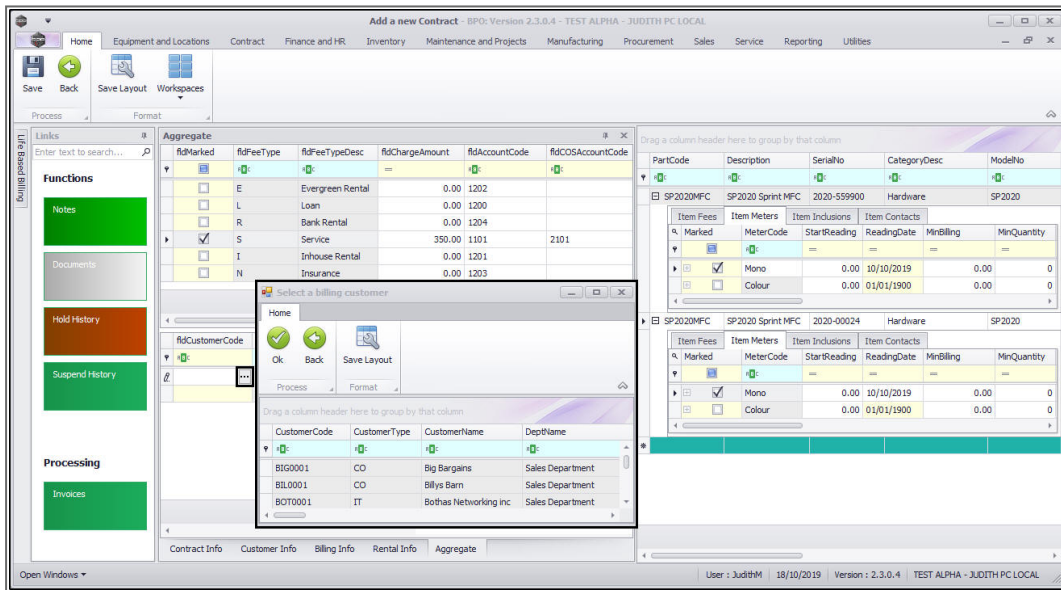 Add a new Contract - BPO: Version 2.3.0.4 - TEST ALPHA - JUDITH PC LOCAL
Home Equipment and Locations Contract Finance and HR Inventory Maintenance and Projects Manufacturing Procurement Sales Service Reporting Utilities
Save Back Save Layout Workspaces
Process Format
Life Based Billing
Links
Enter text to search...
Functions
Notes
Documents
Hold History
Suspend History
Processing
Invoices
Aggregate
fldMarked fldFeeType fldFeeTypeDesc fldChargeAmount fldAccountCode fldCOSAccountCode
E Evergreen Rental 0.00 1202
L Loan 0.00 1200
R Bank Rental 0.00 1204
S Service 350.00 1101 2101
I Inhouse Rental 0.00 1201
N Insurance 0.00 1203
fldCustomerCode
Select a billing customer
Home
Ok Back Save Layout
Process Format
Drag a column header here to group by that column
CustomerCode CustomerType CustomerName DeptName
BIG0001 CO Big Bargains Sales Department
BIL0001 CO Billys Barn Sales Department
BOT0001 IT Bothas Networking inc Sales Department
Contract Info Customer Info Billing Info Rental Info Aggregate
Drag a column header here to group by that column
PartCode Description SerialNo CategoryDesc ModelNo
SP2020MFC SP2020 Sprint MFC 2020-559900 Hardware SP2020
Item Fees Item Meters Item Inclusions Item Contacts
Marked MeterCode StartReading ReadingDate MinBilling MinQuantity
Mono 0.00 10/10/2019 0.00 0
Colour 0.00 01/01/1900 0.00 0
SP2020MFC SP2020 Sprint MFC 2020-00024 Hardware SP2020
Item Fees Item Meters Item Inclusions Item Contacts
Marked MeterCode StartReading ReadingDate MinBilling MinQuantity
Mono 0.00 10/10/2019 0.00 0
Colour 0.00 01/01/1900 0.00 0
Open Windows User : JudithM 18/10/2019 Version : 2.3.0.4 TEST ALPHA - JUDITH PC LOCAL